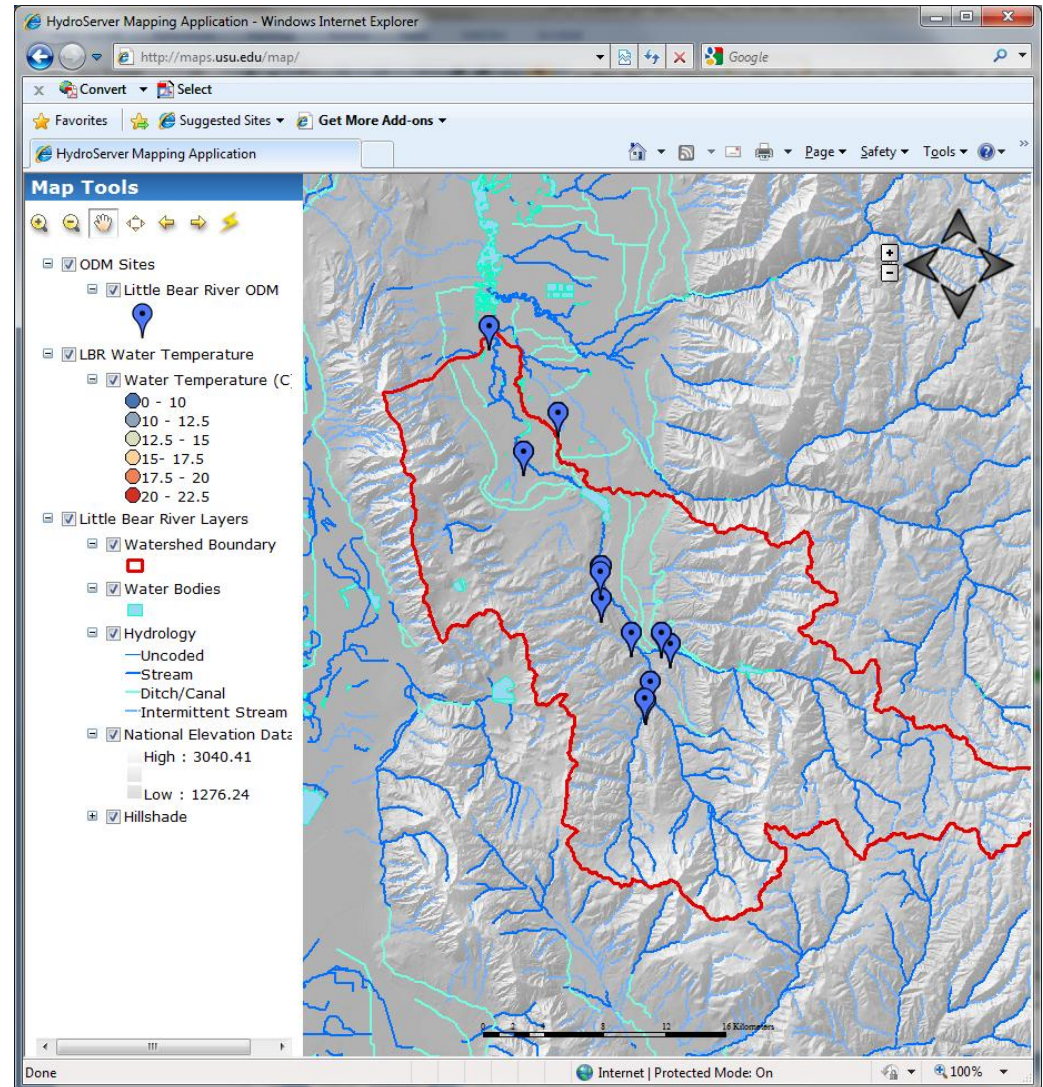 HydroServer Mapping Application - Windows Internet Explorer
http://maps.usu.edu/map/
Google
x Convert Select
Favorites Suggested Sites Get More Add-ons
HydroServer Mapping Application
Page Safety Tools »
Map Tools
ODM Sites
Little Bear River ODM
LBR Water Temperature
Water Temperature (C
0 - 10
10 - 12.5
12.5 - 15
15- 17.5
17.5 - 20
20 - 22.5
Little Bear River Layers
Watershed Boundary
Water Bodies
Hydrology
Uncoded
Stream
Ditch/Canal
Intermittent Stream
National Elevation Data
High : 3040.41
Low : 1276.24
Hillshade
0 2 4 8 12 16 Kilometers
Done
Internet | Protected Mode: On
100%